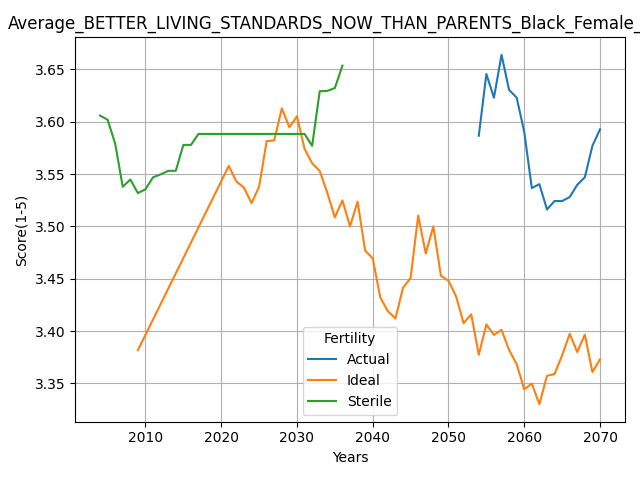 Average_BETTER_LIVING_STANDARDS_NOW_THAN_PARENTS_Black_Female_
Score(1-5)
3.65
3.60
3.55
3.50
3.45
3.40
3.35
Fertility
Actual
Ideal
Sterile
2010 2020 2030 2040 2050 2060 2070
Years